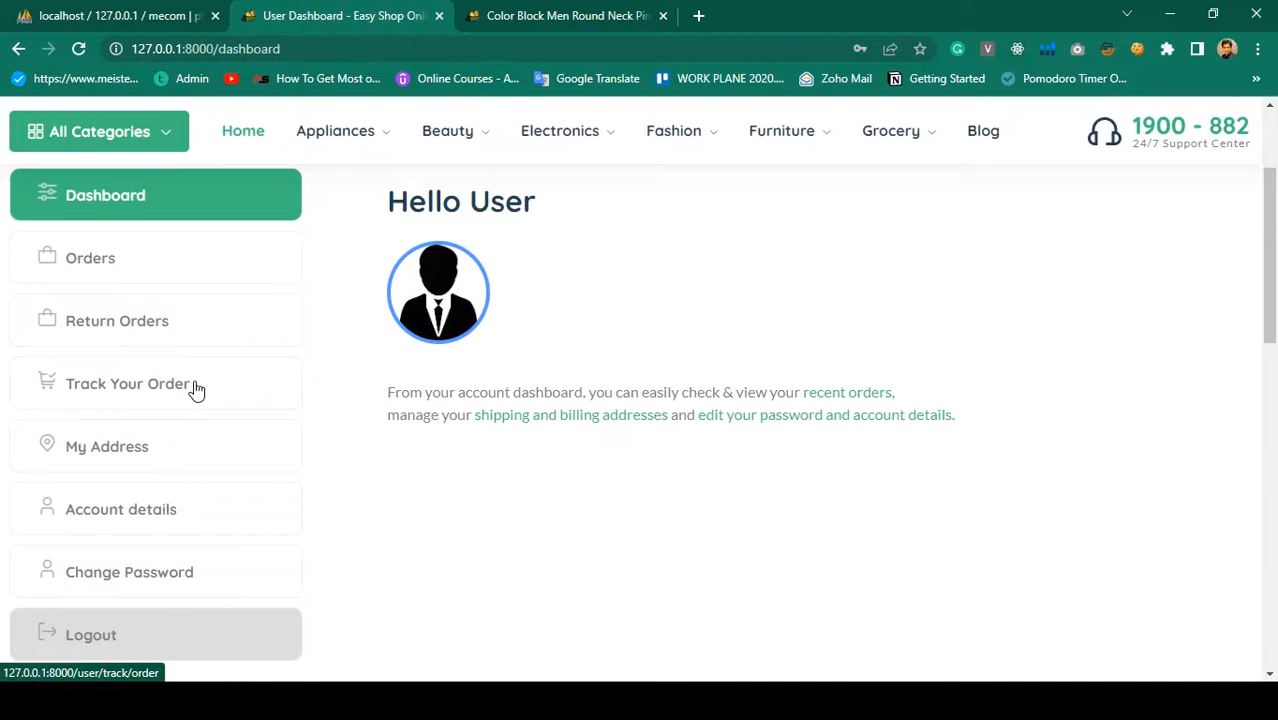 localhost / 127.0.0.1 / mecom | p
User Dashboard - Easy Shop Onli
Color Block Men Round Neck Pin
127.0.0.1:8000/dashboard
https://www.meiste...
Admin
How To Get Most o...
Online Courses - A...
Google Translate
WORK PLANE 2020....
Zoho Mail
Getting Started
Pomodoro Timer O...
All Categories
Home
Appliances
Beauty
Electronics
Fashion
Furniture
Grocery
Blog
1900 - 882
24/7 Support Center
Dashboard
Orders
Return Orders
Track Your Order
My Address
Account details
Change Password
Logout
Hello User
From your account dashboard. you can easily check & view your recent orders,
manage your shipping and billing addresses and edit your password and account details.
127.0.0.1:8000/user/track/order